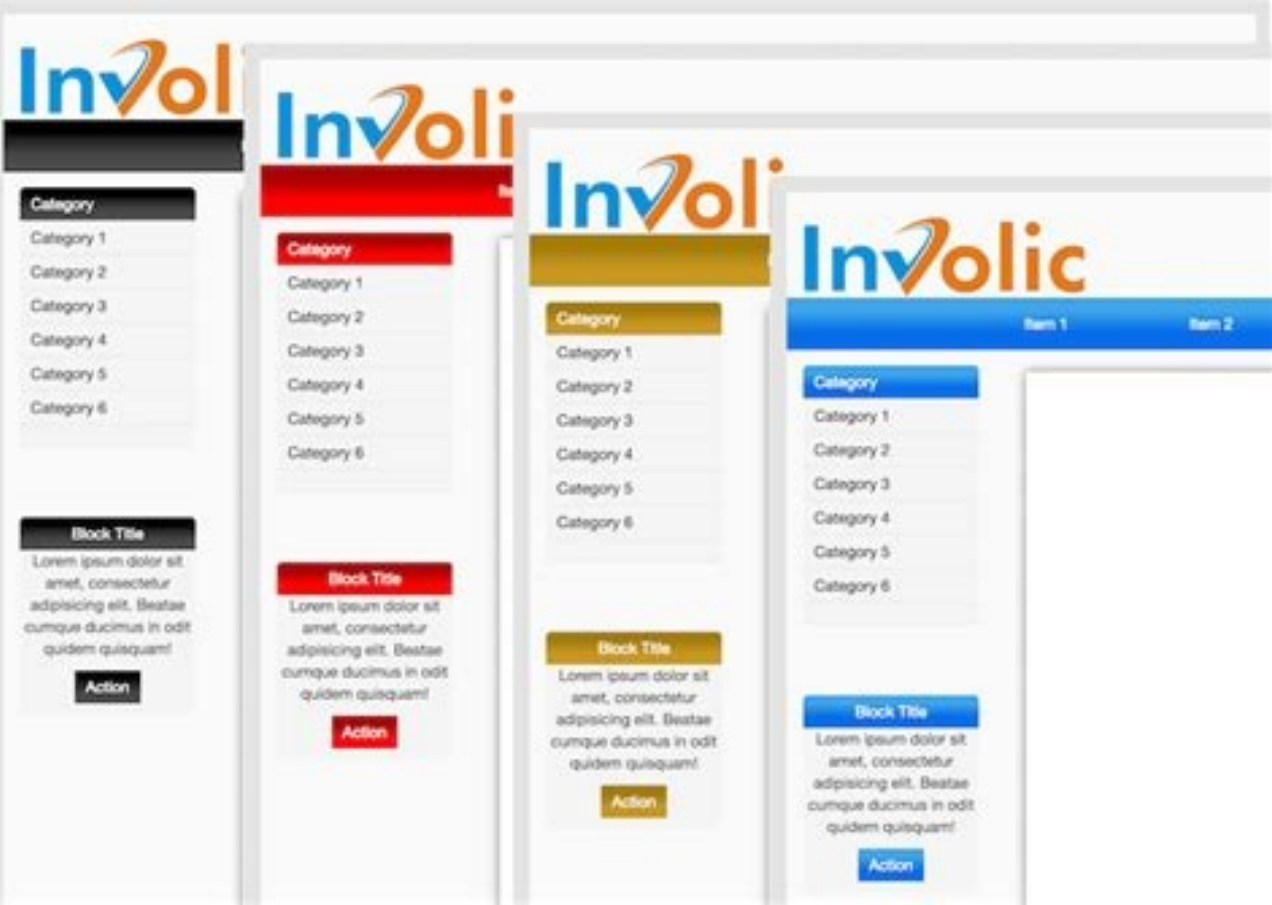 Invol
Category
Category 1
Category 2
Category 3
Category 4
Category 5
Category 6
Block Title
Lorem ipsum dolor sit
amet, consectetur
adipisicing elit. Beatae
cumque ducimus in odit
quidem quisquam!
Action
Involi
Category
Category 1
Category 2
Category 3
Category 4
Category 5
Category 6
Block Title
Lorem ipsum dolor sit
amet, consectetur
adipisicing elit. Beatae
cumque ducimus in odit
quidem quisquam!
Action
Involi
Category
Category 1
Category 2
Category 3
Category 4
Category 5
Category 6
Block Title
Lorem ipsum dolor sit
amet, consectetur
adipisicing elit. Beatae
cumque ducimus in odit
quidem quisquam!
Action
Involic
Item 1 Item 2
Category
Category 1
Category 2
Category 3
Category 4
Category 5
Category 6
Block Title
Lorem ipsum dolor sit
amet, consectetur
adipisicing elit. Beatae
cumque ducimus in odit
quidem quisquam!
Action